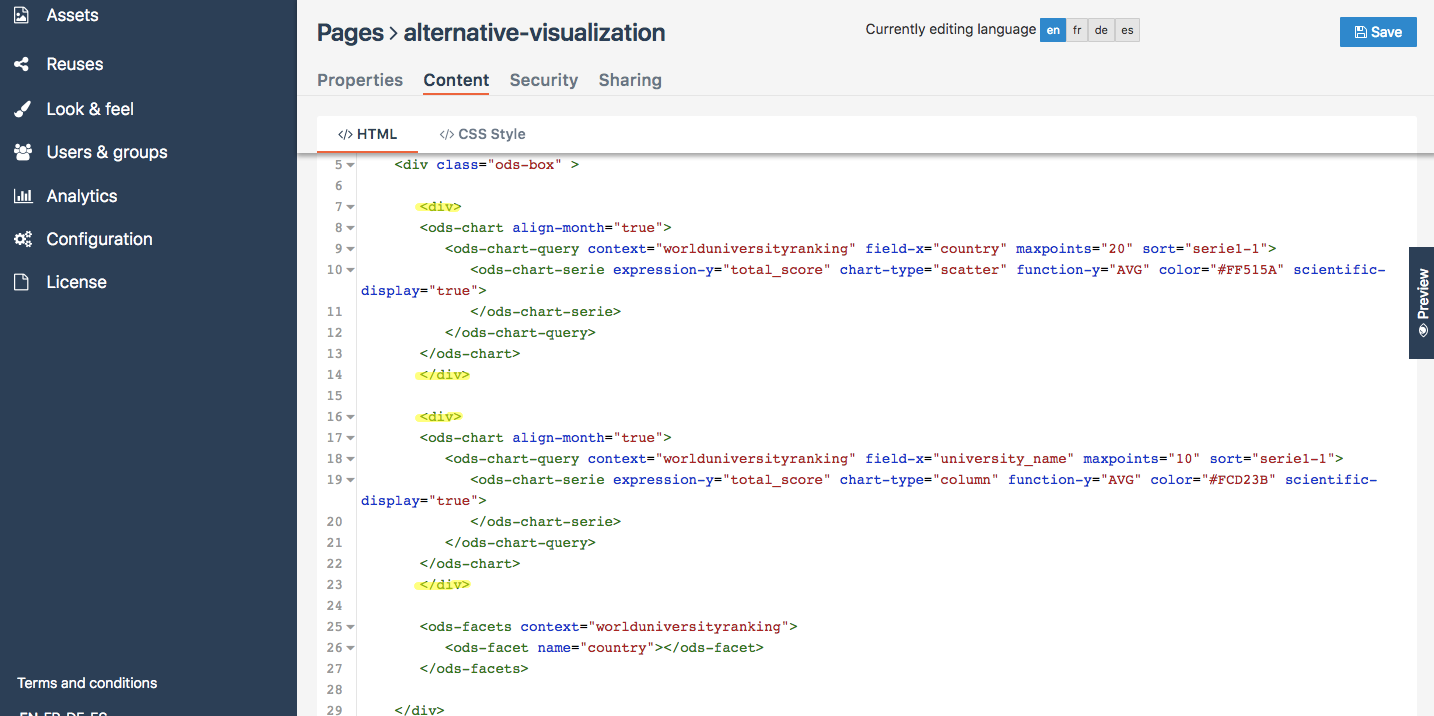 Assets
Reuses
Look & feel
Users & groups
Analytics
Configuration
License
Terms and conditions
EN FR DE ES
Pages > alternative-visualization
Currently editing language en fr de es
Save
Properties Content Security Sharing
</> HTML </> CSS Style
5 <div class="ods-box" >
6
7 <div>
8 <ods-chart align-month="true">
9 <ods-chart-query context="worlduniversityranking" field-x="country" maxpoints="20" sort="serie1-1">
10 <ods-chart-serie expression-y="total_score" chart-type="scatter" function-y="AVG" color="#FF515A" scientific-
display="true">
11 </ods-chart-serie>
12 </ods-chart-query>
13 </ods-chart>
14 </div>
15
16 <div>
17 <ods-chart align-month="true">
18 <ods-chart-query context="worlduniversityranking" field-x="university_name" maxpoints="10" sort="serie1-1">
19 <ods-chart-serie expression-y="total_score" chart-type="column" function-y="AVG" color="#FCD23B" scientific-
display="true">
20 </ods-chart-serie>
21 </ods-chart-query>
22 </ods-chart>
23 </div>
24
25 <ods-facets context="worlduniversityranking">
26 <ods-facet name="country"></ods-facet>
27 </ods-facets>
28
29 </div>
Preview